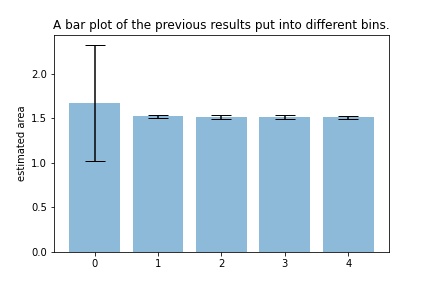 A bar plot of the previous results put into different bins.
estimated area
2.0
1.5
1.0
0.5
0.0
0 1 2 3 4